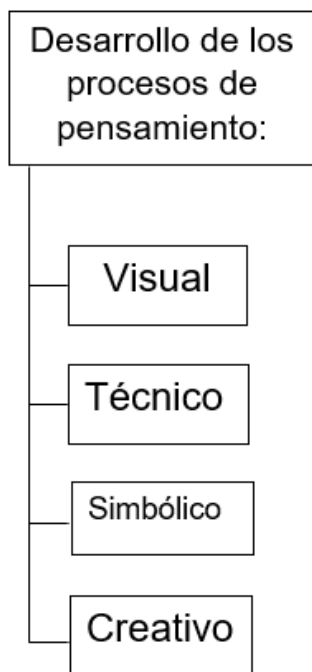 Desarrollo de los
procesos de
pensamiento:
Visual
Técnico
Simbólico
Creativo